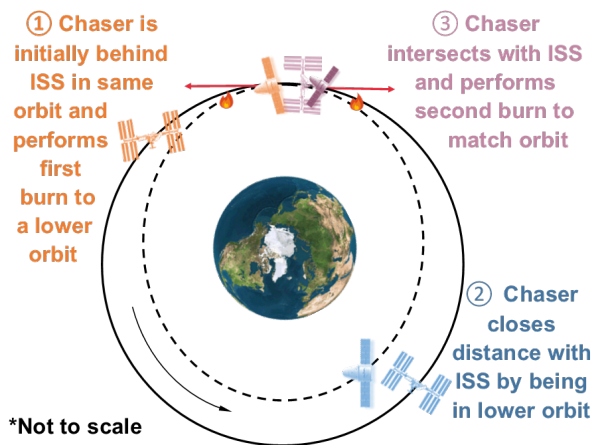 ① Chaser is
initially behind
ISS in same
orbit and
performs
first
burn to
a lower
orbit
③ Chaser
intersects with ISS
and performs
second burn to
match orbit
② Chaser
closes
distance with
ISS by being
in lower orbit
*Not to scale